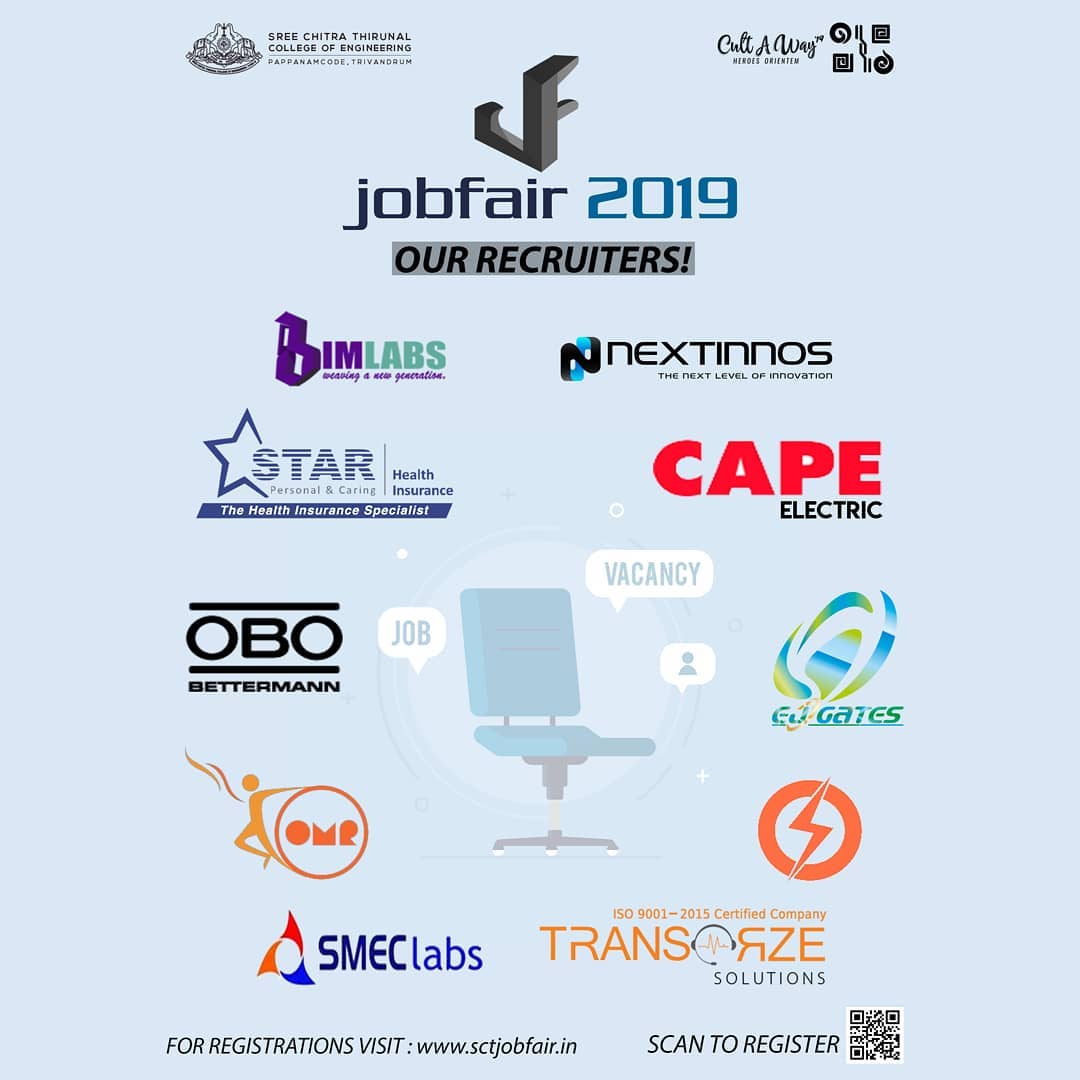 SREE CHITRA THIRUNAL
COLLEGE OF ENGINEERING
PAPPANAMCODE, TRIVANDRUM
Cult A Way'19
HEROES ORIENTEM
JF
jobfair 2019
OUR RECRUITERS!
BIMLABS
weaving a new generation.
NEXTINNOS
THE NEXT LEVEL OF INNOVATION
STAR
Personal & Caring
Health
Insurance
The Health Insurance Specialist
CAPE
ELECTRIC
VACANCY
JOB
OBO
BETTERMANN
GATES
OMR
SMEClabs
ISO 9001-2015 Certified Company
TRANSORZE
SOLUTIONS
FOR REGISTRATIONS VISIT : www.sctjobfair.in
SCAN TO REGISTER